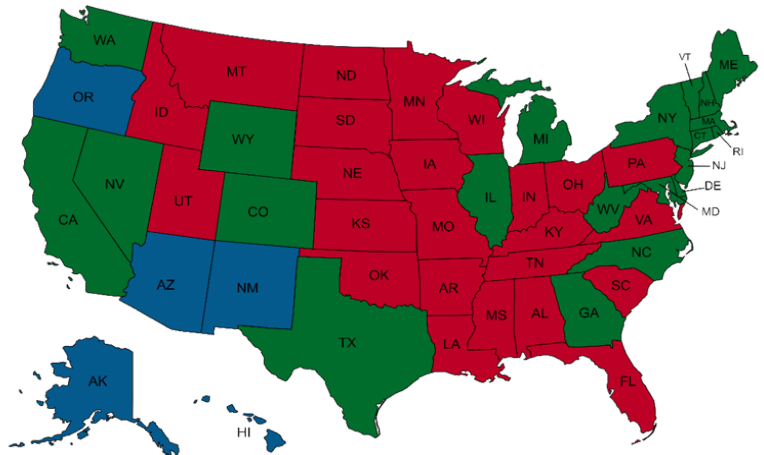 WA
MT
ND
MN
VT
ME
OR
ID
SD
WI
MI
NY
NH
MA
CT
RI
WY
NV
UT
CA
CO
NE
IA
IL
IN
OH
PA
NJ
DE
MD
WV
VA
KS
MO
KY
NC
TN
SC
AZ
NM
OK
AR
TX
LA
MS
AL
GA
FL
AK
HI